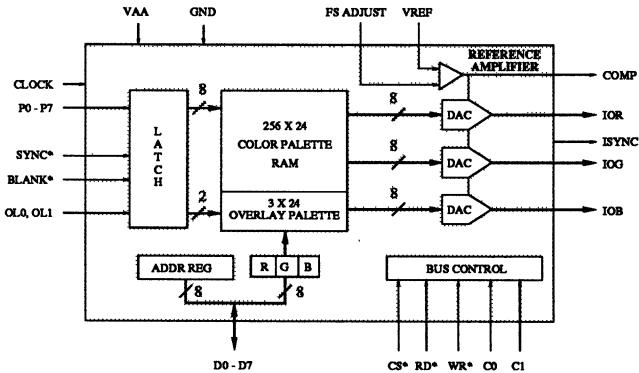 VAA
GND
FS ADJUST
VREF
REFERENCE
AMPLIFIER
CLOCK
COMP
P0 - P7
8
8
DAC
IOR
L
A
T
C
H
256 X 24
COLOR PALETTE
RAM
ISYNC
SYNC*
8
DAC
IOG
BLANK*
2
3 X 24
OVERLAY PALETTE
8
DAC
IOB
OL0, OL1
ADDR REG
R G B
BUS CONTROL
8
8
D0 - D7
CS* RD* WR* C0 C1